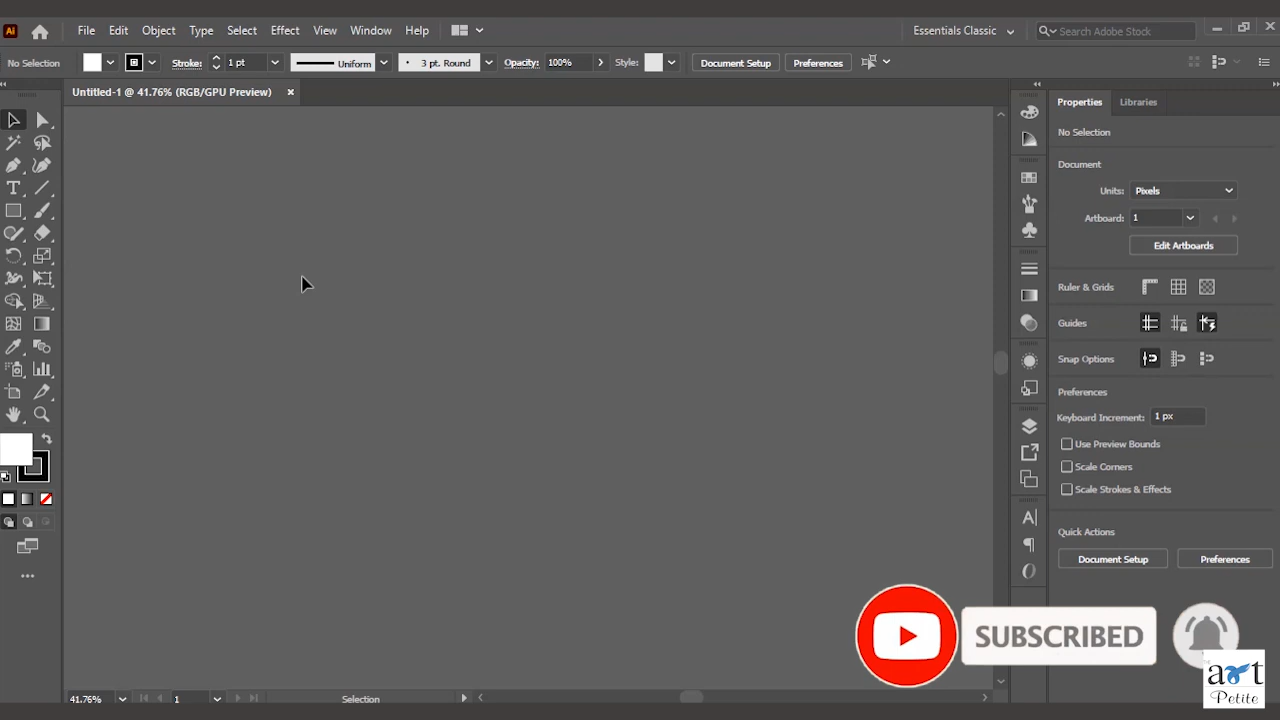 Ai File Edit Object Type Select Effect View Window Help Essentials Classic Search Adobe Stock
No Selection Stroke: 1 pt Uniform 3 pt. Round Opacity: 100% Style: Document Setup Preferences
Untitled-1 @ 41.76% (RGB/GPU Preview)
Properties Libraries
No Selection
Document
Units: Pixels
Artboard: 1
Edit Artboards
Ruler & Grids
Guides
Snap Options
Preferences
Keyboard Increment: 1 px
Use Preview Bounds
Scale Corners
Scale Strokes & Effects
Quick Actions
Document Setup Preferences
SUBSCRIBED
THE
art
Petite
41.76% 1 Selection